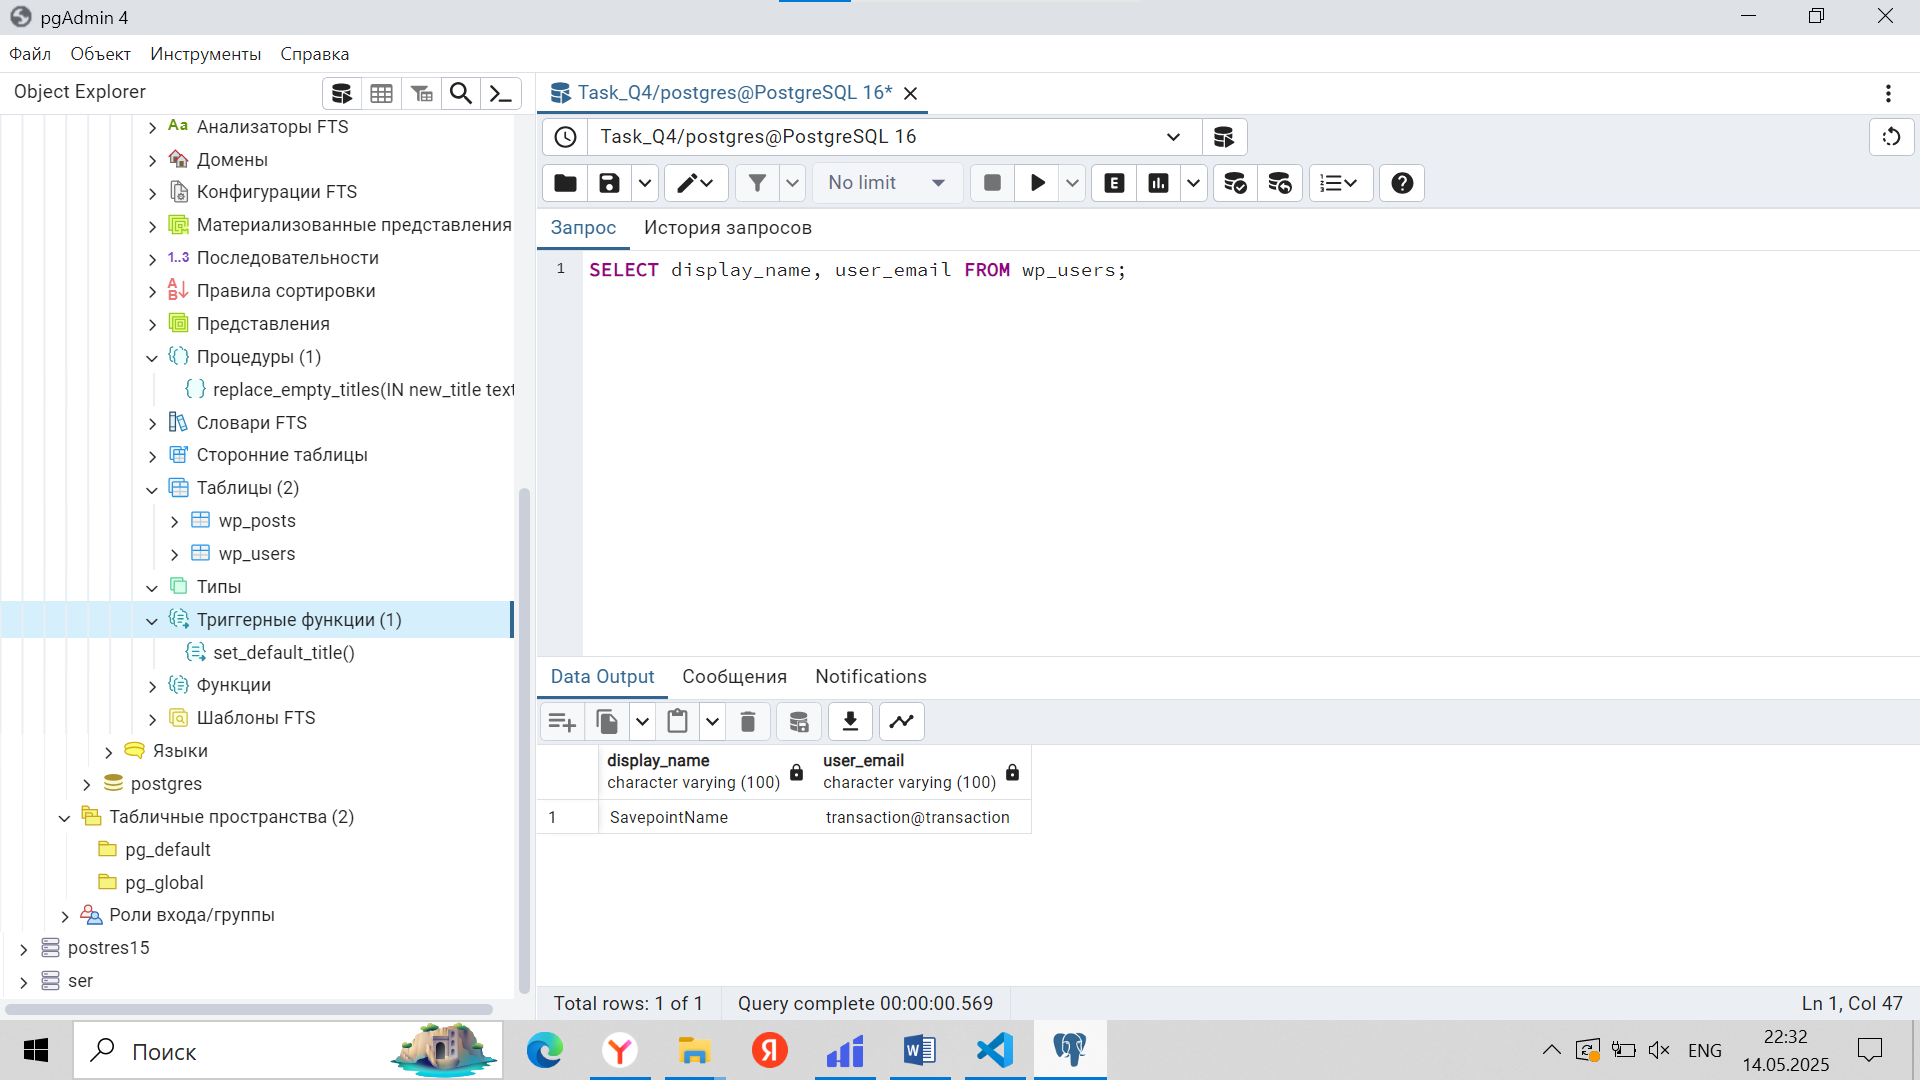 pgAdmin 4
Файл Объект Инструменты Справка
Object Explorer
Aa Анализаторы FTS
Домены
Конфигурации FTS
Материализованные представления
1..3 Последовательности
Правила сортировки
Представления
Процедуры (1)
replace_empty_titles(IN new_title text
Словари FTS
Сторонние таблицы
Таблицы (2)
wp_posts
wp_users
Типы
Триггерные функции (1)
set_default_title()
Функции
Шаблоны FTS
Языки
postgres
Табличные пространства (2)
pg_default
pg_global
Роли входа/группы
postres15
ser
Task_Q4/postgres@PostgreSQL 16*
Task_Q4/postgres@PostgreSQL 16
No limit
E
Запрос История запросов
1 SELECT display_name, user_email FROM wp_users;
Data Output Сообщения Notifications
display_name user_email
character varying (100) character varying (100)
1 SavepointName transaction@transaction
Total rows: 1 of 1 Query complete 00:00:00.569 Ln 1, Col 47
Поиск
ENG
22:32
14.05.2025